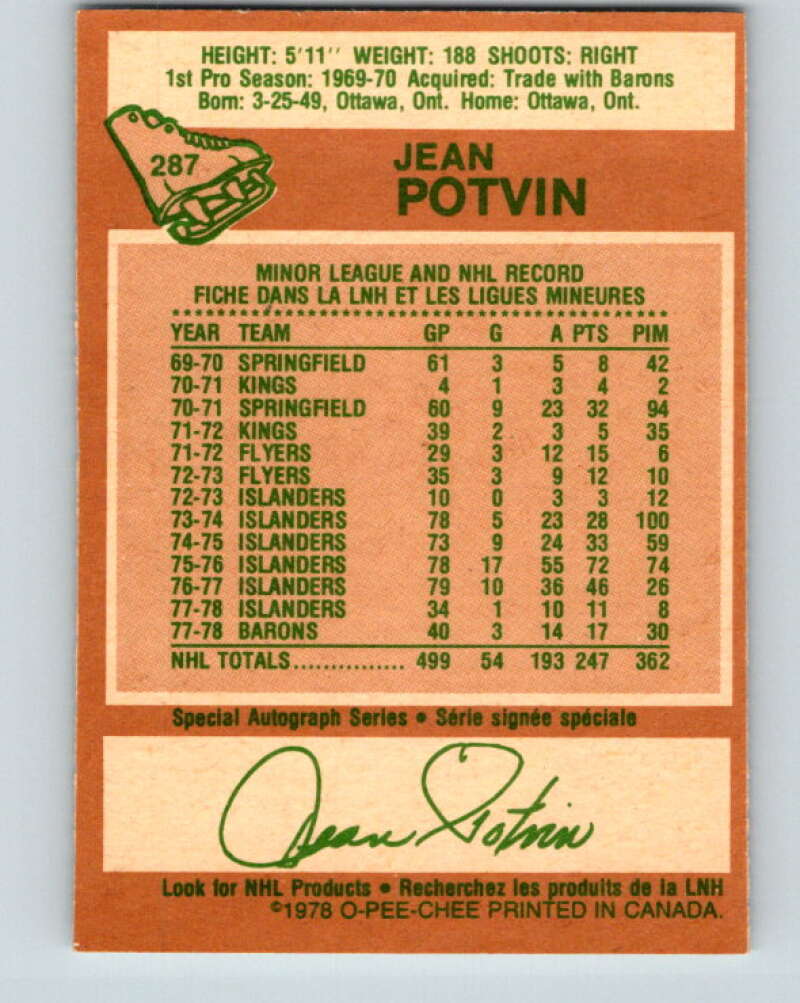 HEIGHT: 5'11'' WEIGHT: 188 SHOOTS: RIGHT
1st Pro Season: 1969-70 Acquired: Trade with Barons
Born: 3-25-49, Ottawa, Ont. Home: Ottawa, Ont.
287
JEAN
POTVIN
MINOR LEAGUE AND NHL RECORD
FICHE DANS LA LNH ET LES LIGUES MINEURES
YEAR TEAM GP G A PTS PIM
69-70 SPRINGFIELD 61 3 5 8 42
70-71 KINGS 4 1 3 4 2
70-71 SPRINGFIELD 60 9 23 32 94
71-72 KINGS 39 2 3 5 35
71-72 FLYERS 29 3 12 15 6
72-73 FLYERS 35 3 9 12 10
72-73 ISLANDERS 10 0 3 3 12
73-74 ISLANDERS 78 5 23 28 100
74-75 ISLANDERS 73 9 24 33 59
75-76 ISLANDERS 78 17 55 72 74
76-77 ISLANDERS 79 10 36 46 26
77-78 ISLANDERS 34 1 10 11 8
77-78 BARONS 40 3 14 17 30
NHL TOTALS............... 499 54 193 247 362
Special Autograph Series • Série signée spéciale
Jean Potvin
Look for NHL Products • Recherchez les produits de la LNH
©1978 O-PEE-CHEE PRINTED IN CANADA.